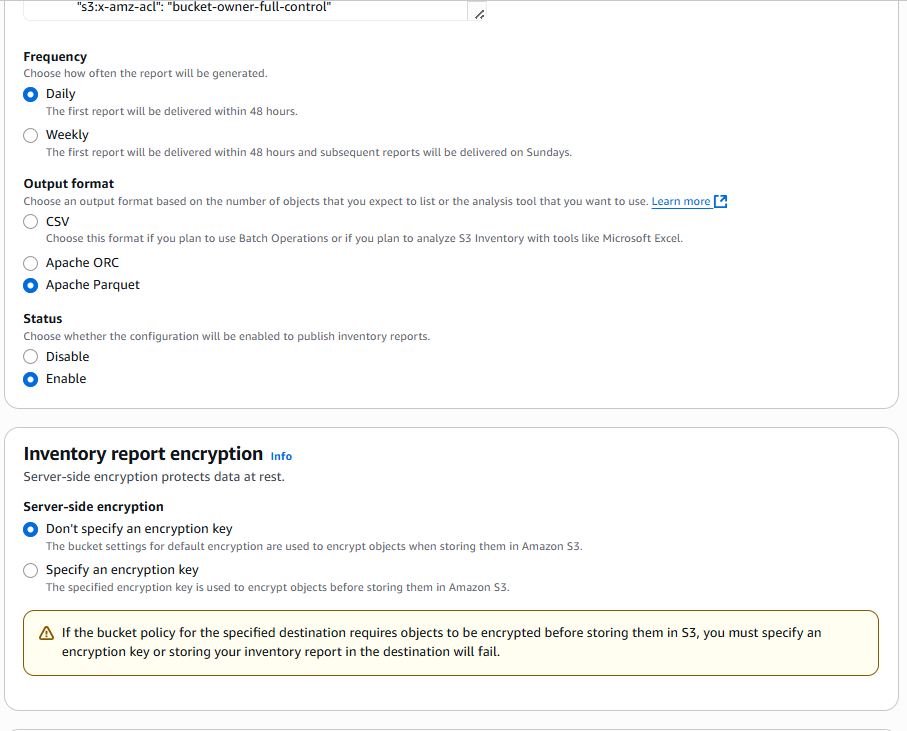 "s3:x-amz-acl": "bucket-owner-full-control"
Frequency
Choose how often the report will be generated.
Daily
The first report will be delivered within 48 hours.
Weekly
The first report will be delivered within 48 hours and subsequent reports will be delivered on Sundays.
Output format
Choose an output format based on the number of objects that you expect to list or the analysis tool that you want to use. Learn more
CSV
Choose this format if you plan to use Batch Operations or if you plan to analyze S3 Inventory with tools like Microsoft Excel.
Apache ORC
Apache Parquet
Status
Choose whether the configuration will be enabled to publish inventory reports.
Disable
Enable
Inventory report encryption Info
Server-side encryption protects data at rest.
Server-side encryption
Don't specify an encryption key
The bucket settings for default encryption are used to encrypt objects when storing them in Amazon S3.
Specify an encryption key
The specified encryption key is used to encrypt objects before storing them in Amazon S3.
If the bucket policy for the specified destination requires objects to be encrypted before storing them in S3, you must specify an
encryption key or storing your inventory report in the destination will fail.